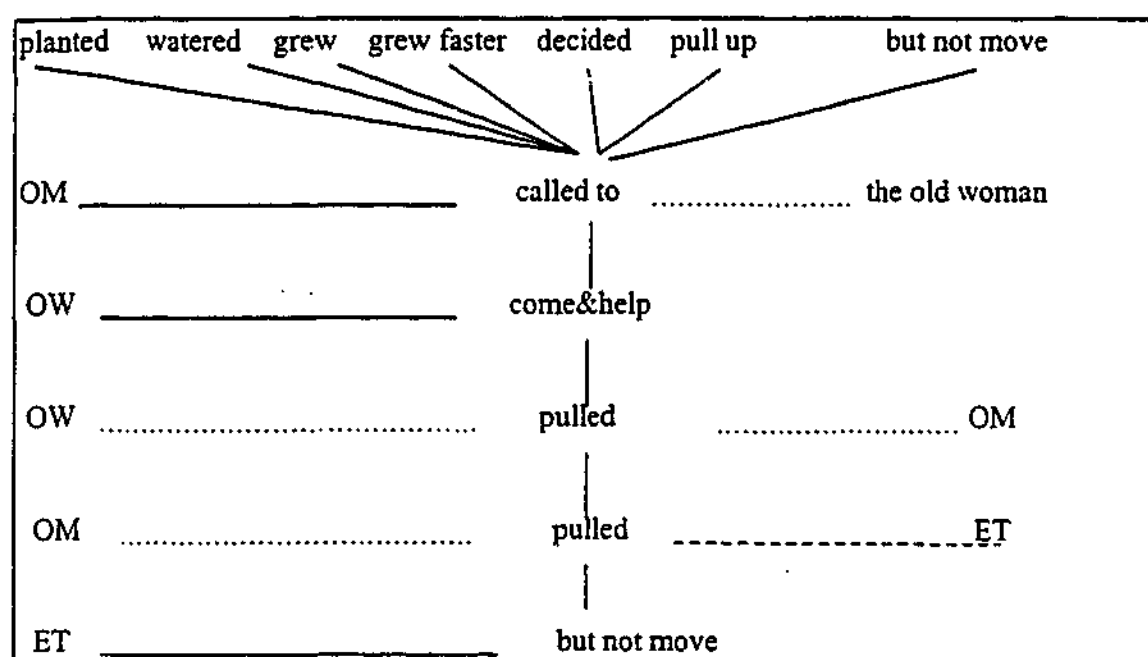 planted watered grew grew faster decided pull up but not move
OM called to the old woman
OW come&help
OW pulled OM
OM pulled ET
ET but not move